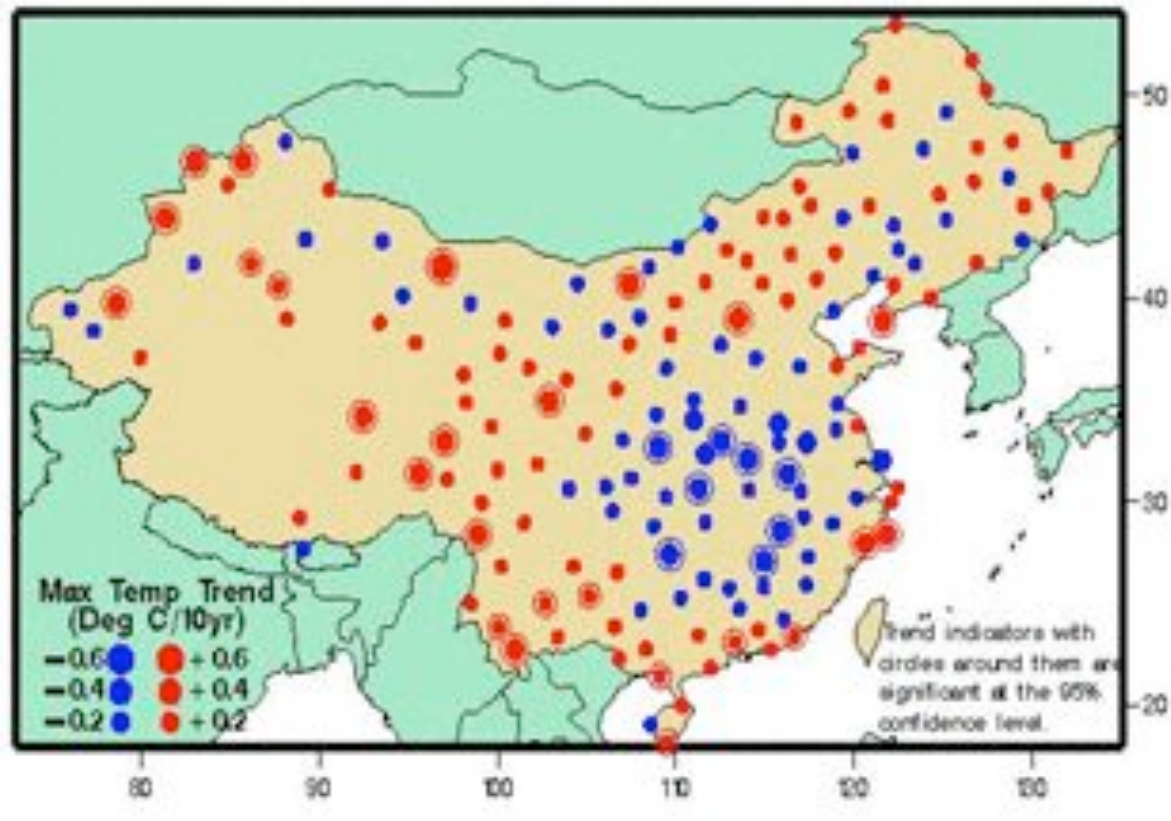 50
40
30
20
Max Temp Trend
(Deg C/10yr)
-0.6 +0.6
-0.4 +0.4
-0.2 +0.2
Trend indicators with
circles around them are
significant at the 95%
confidence level.
80 90 100 110 120 130